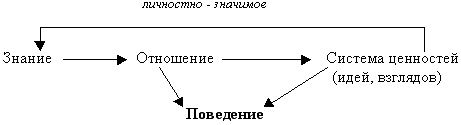 личностно - значимое
Знание Отношение Система ценностей
(идей, взглядов)
Поведение